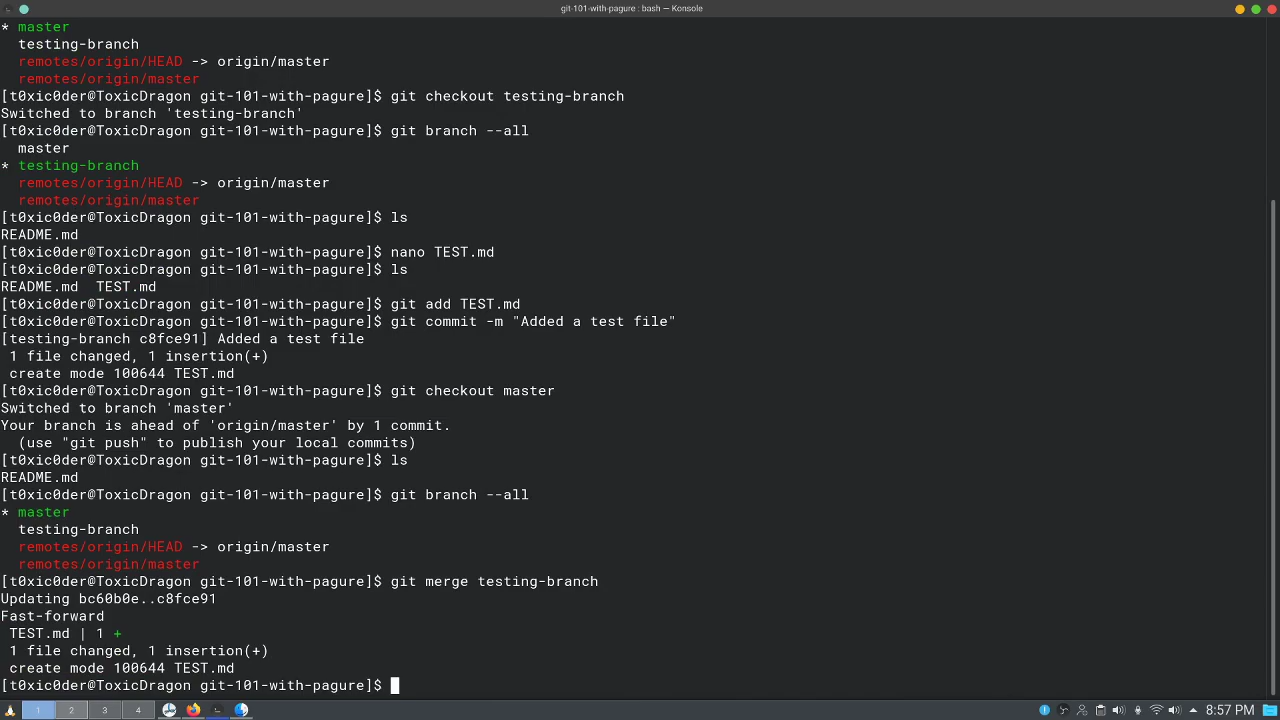 git-101-with-pagure : bash — Konsole
* master
  testing-branch
  remotes/origin/HEAD -> origin/master
  remotes/origin/master
[t0xic0der@ToxicDragon git-101-with-pagure]$ git checkout testing-branch
Switched to branch 'testing-branch'
[t0xic0der@ToxicDragon git-101-with-pagure]$ git branch --all
  master
* testing-branch
  remotes/origin/HEAD -> origin/master
  remotes/origin/master
[t0xic0der@ToxicDragon git-101-with-pagure]$ ls
README.md
[t0xic0der@ToxicDragon git-101-with-pagure]$ nano TEST.md
[t0xic0der@ToxicDragon git-101-with-pagure]$ ls
README.md  TEST.md
[t0xic0der@ToxicDragon git-101-with-pagure]$ git add TEST.md
[t0xic0der@ToxicDragon git-101-with-pagure]$ git commit -m "Added a test file"
[testing-branch c8fce91] Added a test file
 1 file changed, 1 insertion(+)
 create mode 100644 TEST.md
[t0xic0der@ToxicDragon git-101-with-pagure]$ git checkout master
Switched to branch 'master'
Your branch is ahead of 'origin/master' by 1 commit.
  (use "git push" to publish your local commits)
[t0xic0der@ToxicDragon git-101-with-pagure]$ ls
README.md
[t0xic0der@ToxicDragon git-101-with-pagure]$ git branch --all
* master
  testing-branch
  remotes/origin/HEAD -> origin/master
  remotes/origin/master
[t0xic0der@ToxicDragon git-101-with-pagure]$ git merge testing-branch
Updating bc60b0e..c8fce91
Fast-forward
 TEST.md | 1 +
 1 file changed, 1 insertion(+)
 create mode 100644 TEST.md
[t0xic0der@ToxicDragon git-101-with-pagure]$
1 2 3 4 8:57 PM